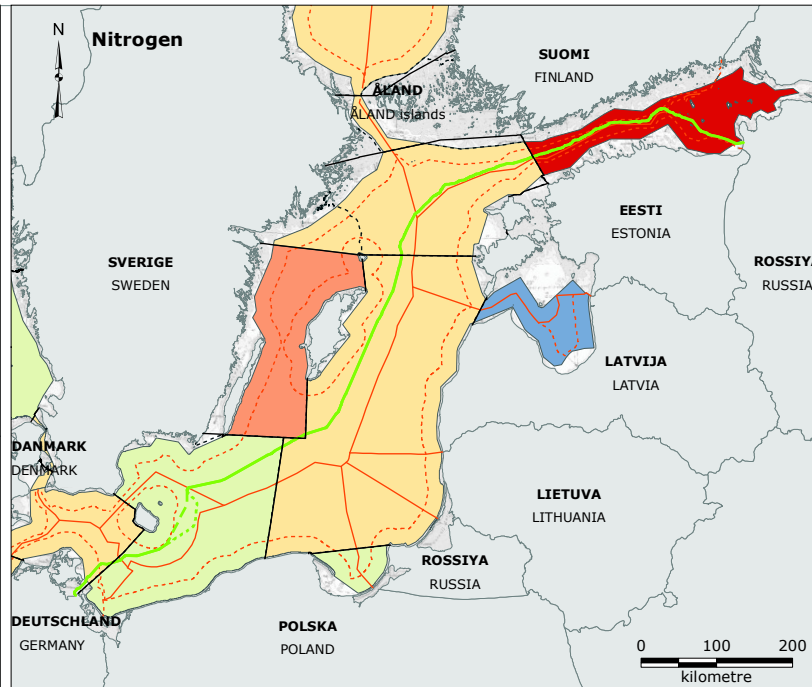 N
Nitrogen
SUOMI
FINLAND
ÅLAND
ÅLAND islands
EESTI
ESTONIA
SVERIGE
SWEDEN
ROSSIYA
RUSSIA
LATVIJA
LATVIA
DANMARK
DENMARK
LIETUVA
LITHUANIA
ROSSIYA
RUSSIA
DEUTSCHLAND
GERMANY
POLSKA
POLAND
0 100 200
kilometre